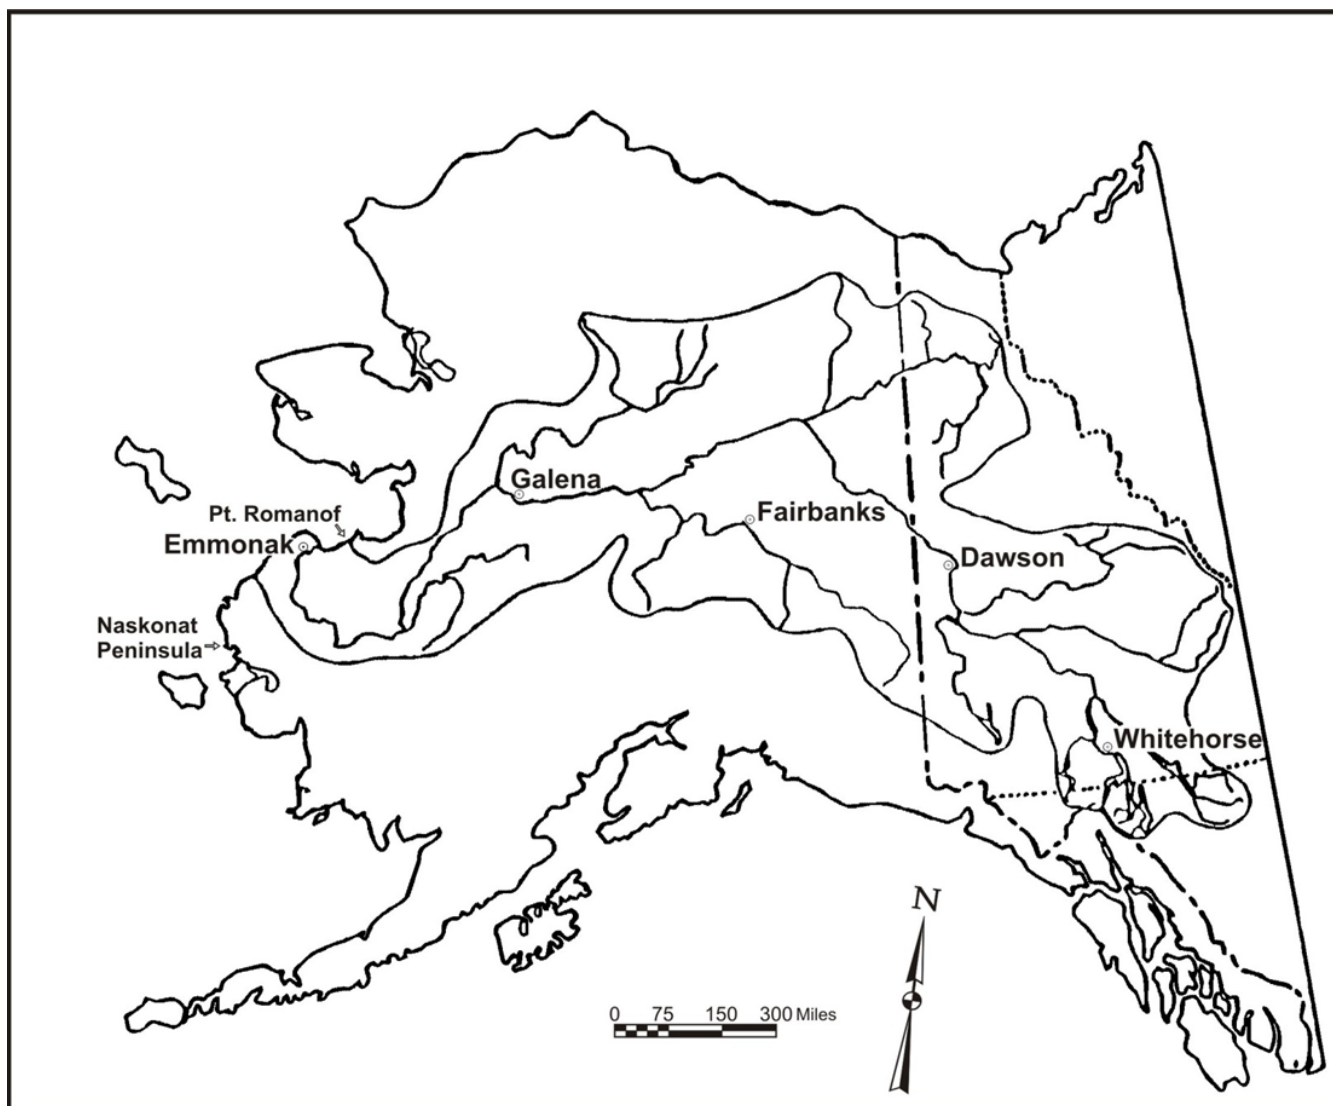 Galena
Pt. Romanof
Fairbanks
Emmonak
Dawson
Naskonat
Peninsula
Whitehorse
N
0 75 150 300 Miles